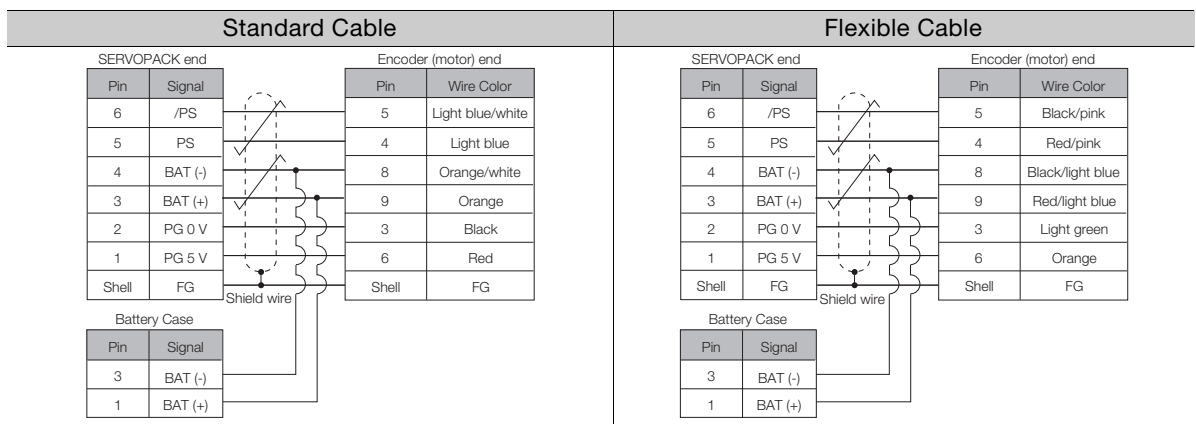 Standard Cable
SERVOPACK end Encoder (motor) end
Pin Signal Pin Wire Color
6 /PS 5 Light blue/white
5 PS 4 Light blue
4 BAT (-) 8 Orange/white
3 BAT (+) 9 Orange
2 PG 0 V 3 Black
1 PG 5 V 6 Red
Shell FG Shield wire Shell FG
Battery Case
Pin Signal
3 BAT (-)
1 BAT (+)
Flexible Cable
SERVOPACK end Encoder (motor) end
Pin Signal Pin Wire Color
6 /PS 5 Black/pink
5 PS 4 Red/pink
4 BAT (-) 8 Black/light blue
3 BAT (+) 9 Red/light blue
2 PG 0 V 3 Light green
1 PG 5 V 6 Orange
Shell FG Shield wire Shell FG
Battery Case
Pin Signal
3 BAT (-)
1 BAT (+)